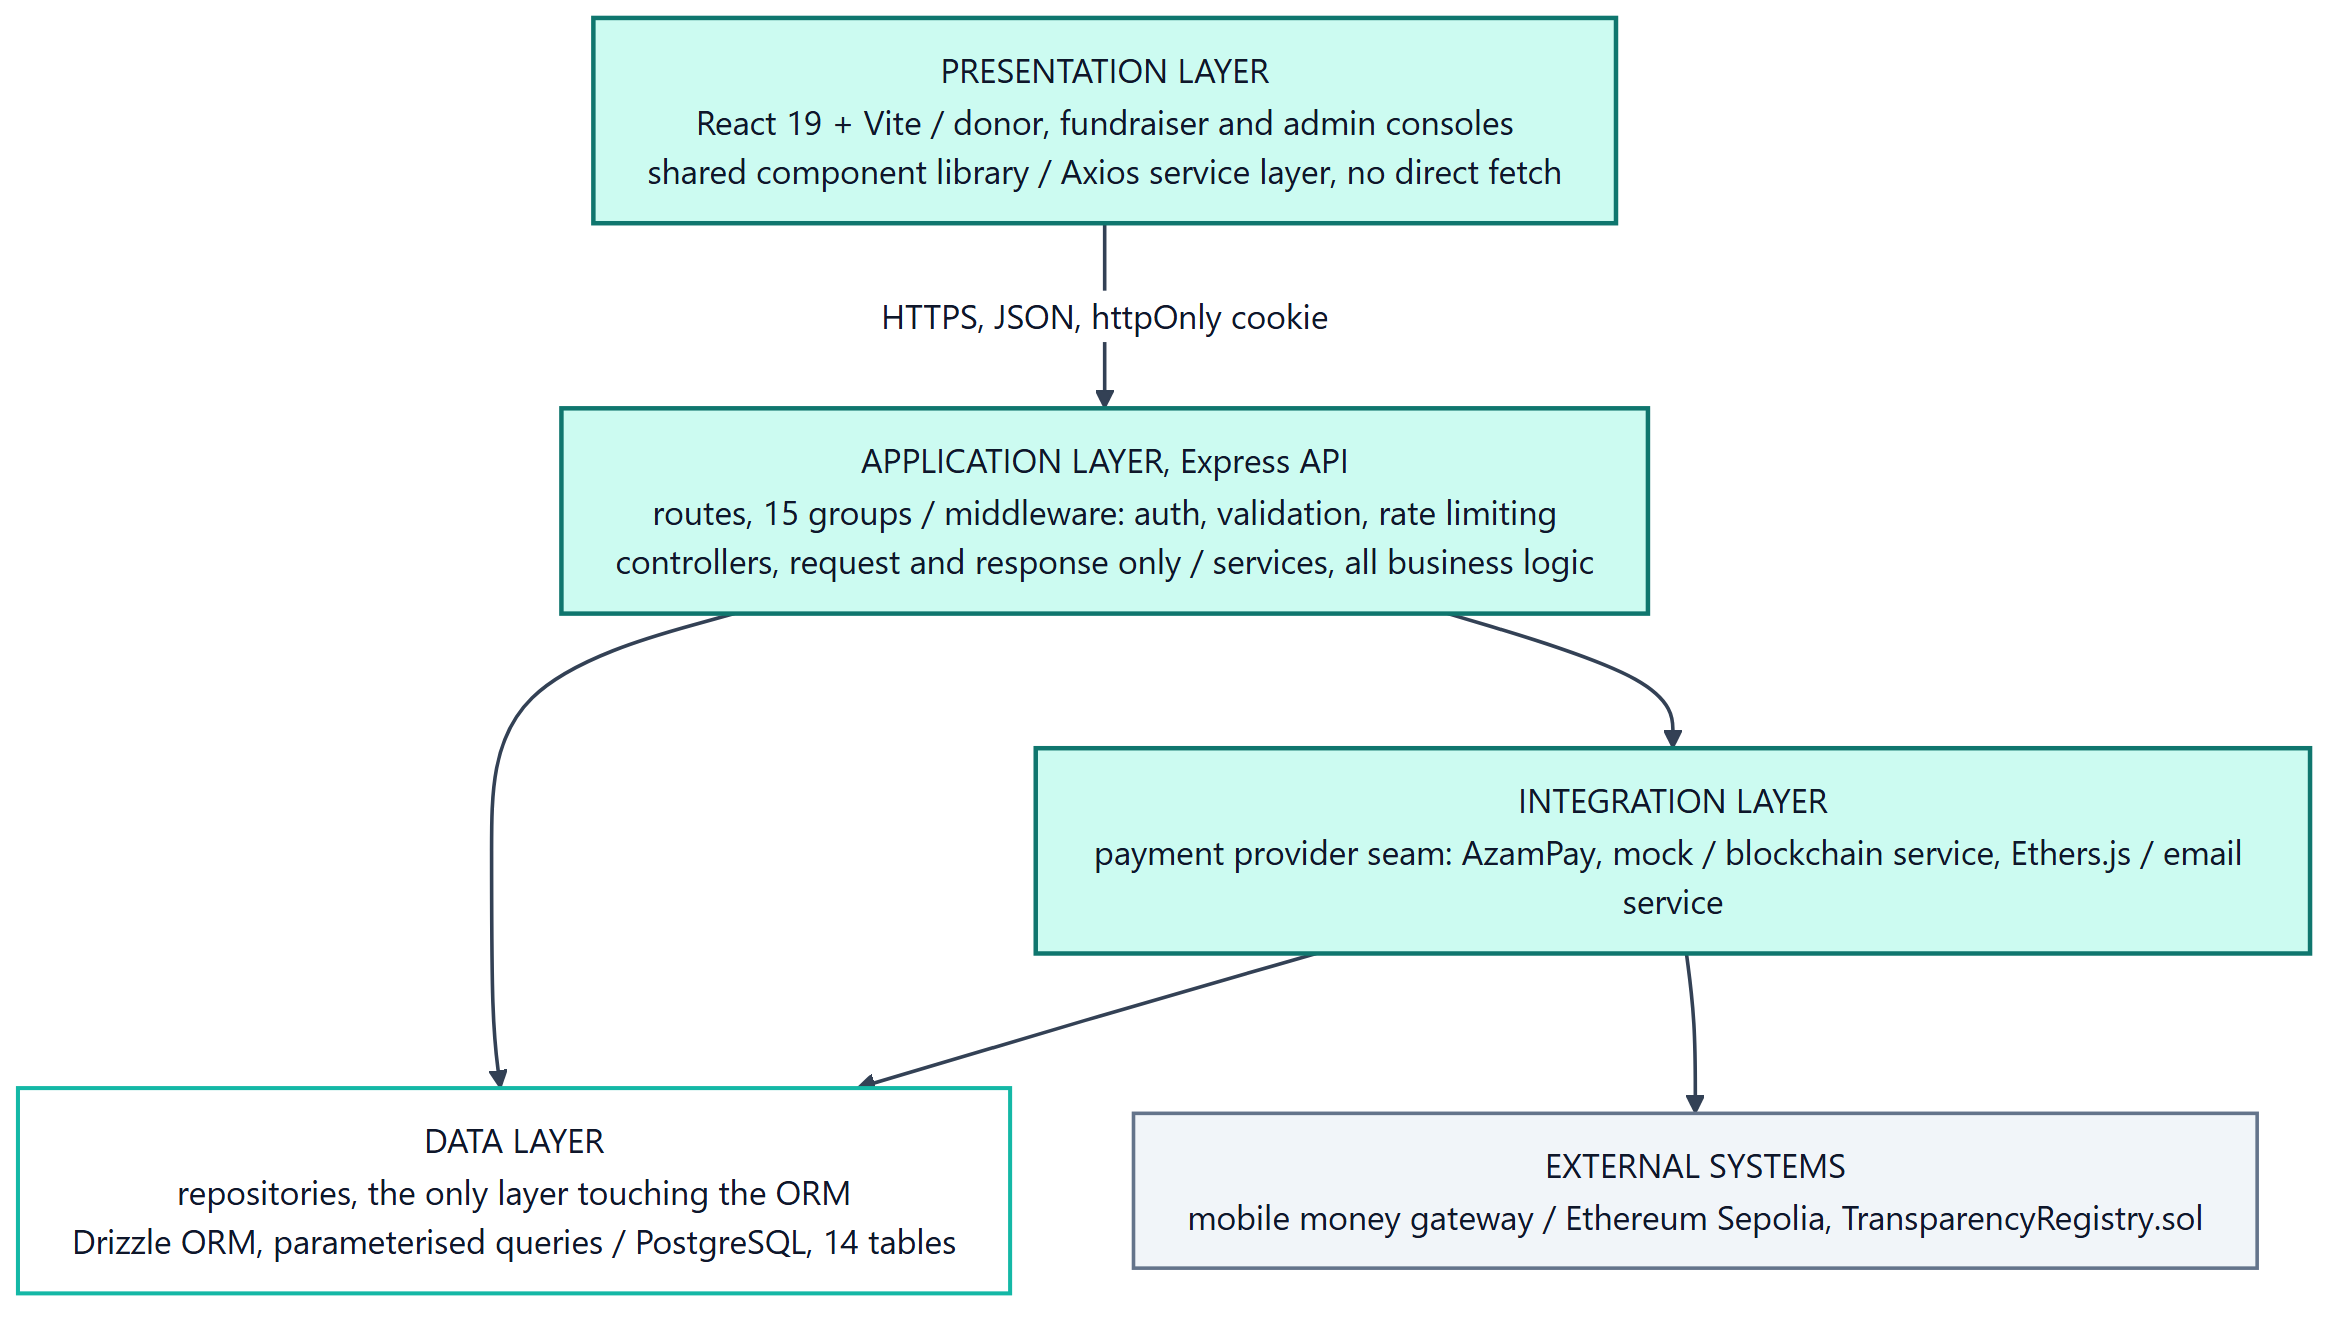 PRESENTATION LAYER
React 19 + Vite / donor, fundraiser and admin consoles
shared component library / Axios service layer, no direct fetch
HTTPS, JSON, httpOnly cookie
APPLICATION LAYER, Express API
routes, 15 groups / middleware: auth, validation, rate limiting
controllers, request and response only / services, all business logic
INTEGRATION LAYER
payment provider seam: AzamPay, mock / blockchain service, Ethers.js / email
service
DATA LAYER
repositories, the only layer touching the ORM
Drizzle ORM, parameterised queries / PostgreSQL, 14 tables
EXTERNAL SYSTEMS
mobile money gateway / Ethereum Sepolia, TransparencyRegistry.sol